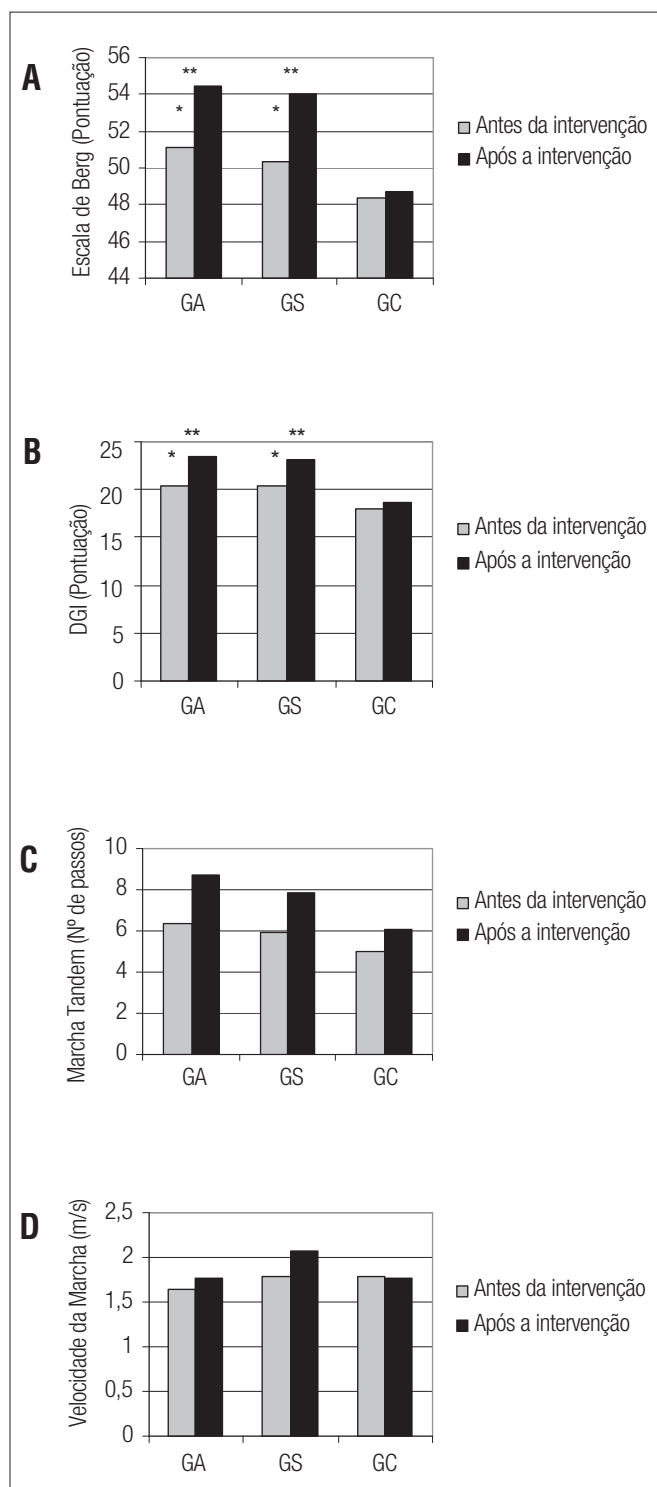 A
Escala de Berg (Pontuação)
56
54
52
50
48
46
44
** **
* *
GA GS GC
Antes da intervenção
Após a intervenção
B
DGI (Pontuação)
25
20
15
10
5
0
** **
* *
GA GS GC
Antes da intervenção
Após a intervenção
C
Marcha Tandem (Nº de passos)
10
8
6
4
2
0
GA GS GC
Antes da intervenção
Após a intervenção
D
Velocidade da Marcha (m/s)
2,5
2
1,5
1
0,5
0
GA GS GC
Antes da intervenção
Após a intervenção